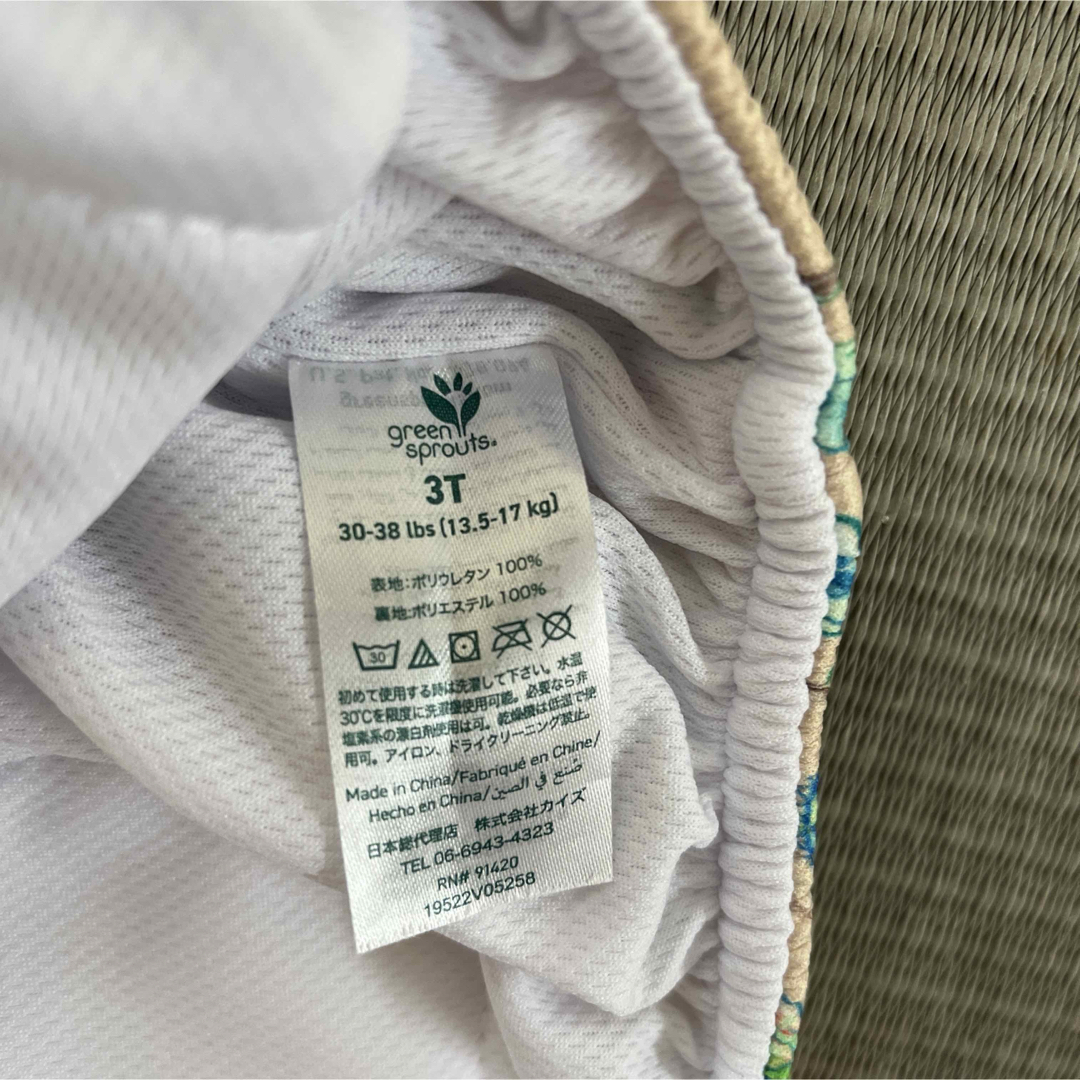 green
sprouts®
3T
30-38 lbs (13.5-17 kg)
表地:ポリウレタン 100%
裏地:ポリエステル 100%
30
初めて使用する時は洗濯して下さい。水温
30℃を限度に洗濯機使用可能。必要なら非
塩素系の漂白剤使用は可。乾燥機は低温で使
用可。アイロン、ドライクリーニング禁止。
Made in China/Fabriqué en Chine/
Hecho en China/صُنع في الصين
日本総代理店 株式会社カイズ
TEL 06-6943-4323
RN# 91420
19522V05258